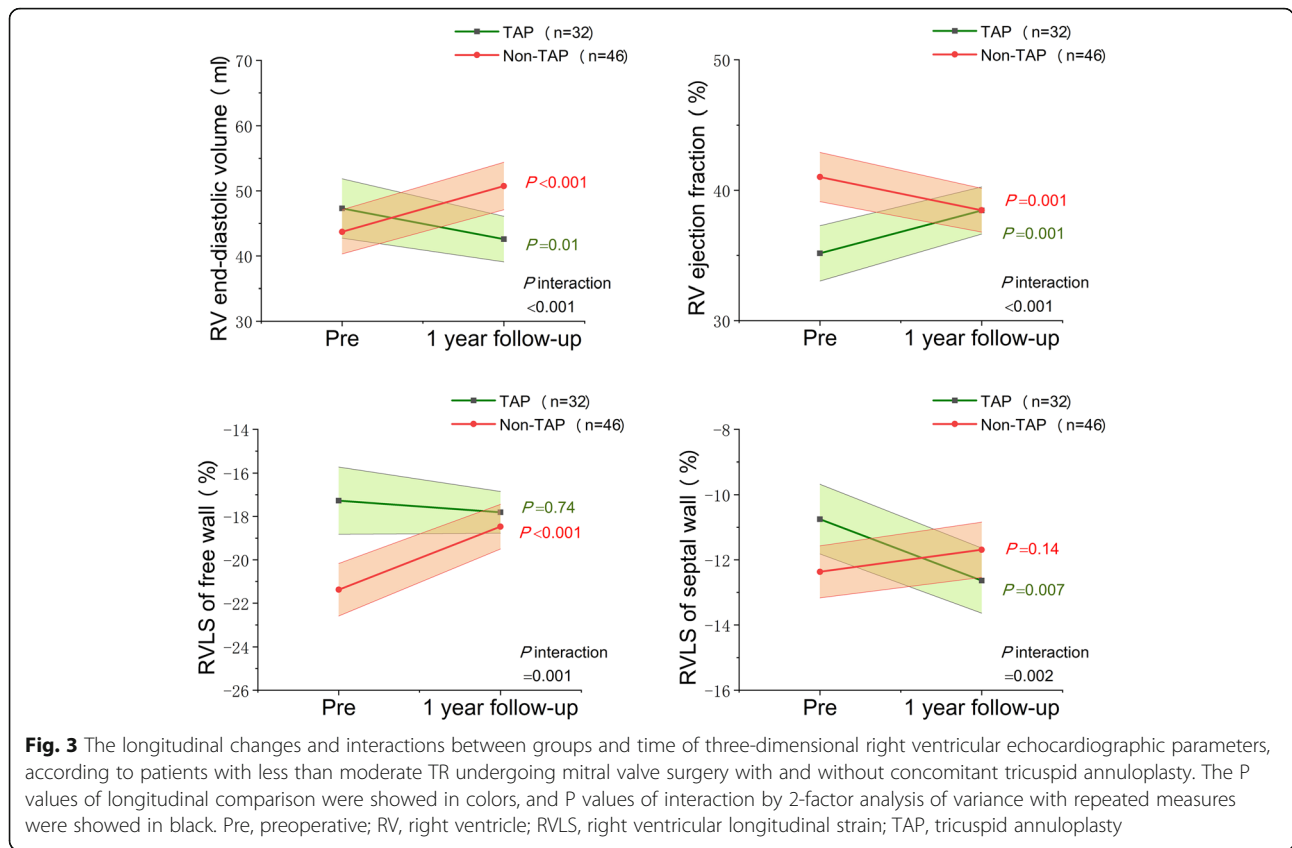 TAP (n=32)
Non-TAP (n=46)
RV end-diastolic volume (ml)
70
60
50
40
30
P<0.001
P=0.01
P interaction
<0.001
Pre
1 year follow-up
TAP (n=32)
Non-TAP (n=46)
RV ejection fraction (%)
50
40
30
P=0.001
P=0.001
P interaction
<0.001
Pre
1 year follow-up
TAP (n=32)
Non-TAP (n=46)
RVLS of free wall (%)
-14
-16
-18
-20
-22
-24
-26
P=0.74
P<0.001
P interaction
=0.001
Pre
1 year follow-up
TAP (n=32)
Non-TAP (n=46)
RVLS of septal wall (%)
-8
-10
-12
-14
-16
P=0.14
P=0.007
P interaction
=0.002
Pre
1 year follow-up
Fig. 3 The longitudinal changes and interactions between groups and time of three-dimensional right ventricular echocardiographic parameters,
according to patients with less than moderate TR undergoing mitral valve surgery with and without concomitant tricuspid annuloplasty. The P
values of longitudinal comparison were showed in colors, and P values of interaction by 2-factor analysis of variance with repeated measures
were showed in black. Pre, preoperative; RV, right ventricle; RVLS, right ventricular longitudinal strain; TAP, tricuspid annuloplasty